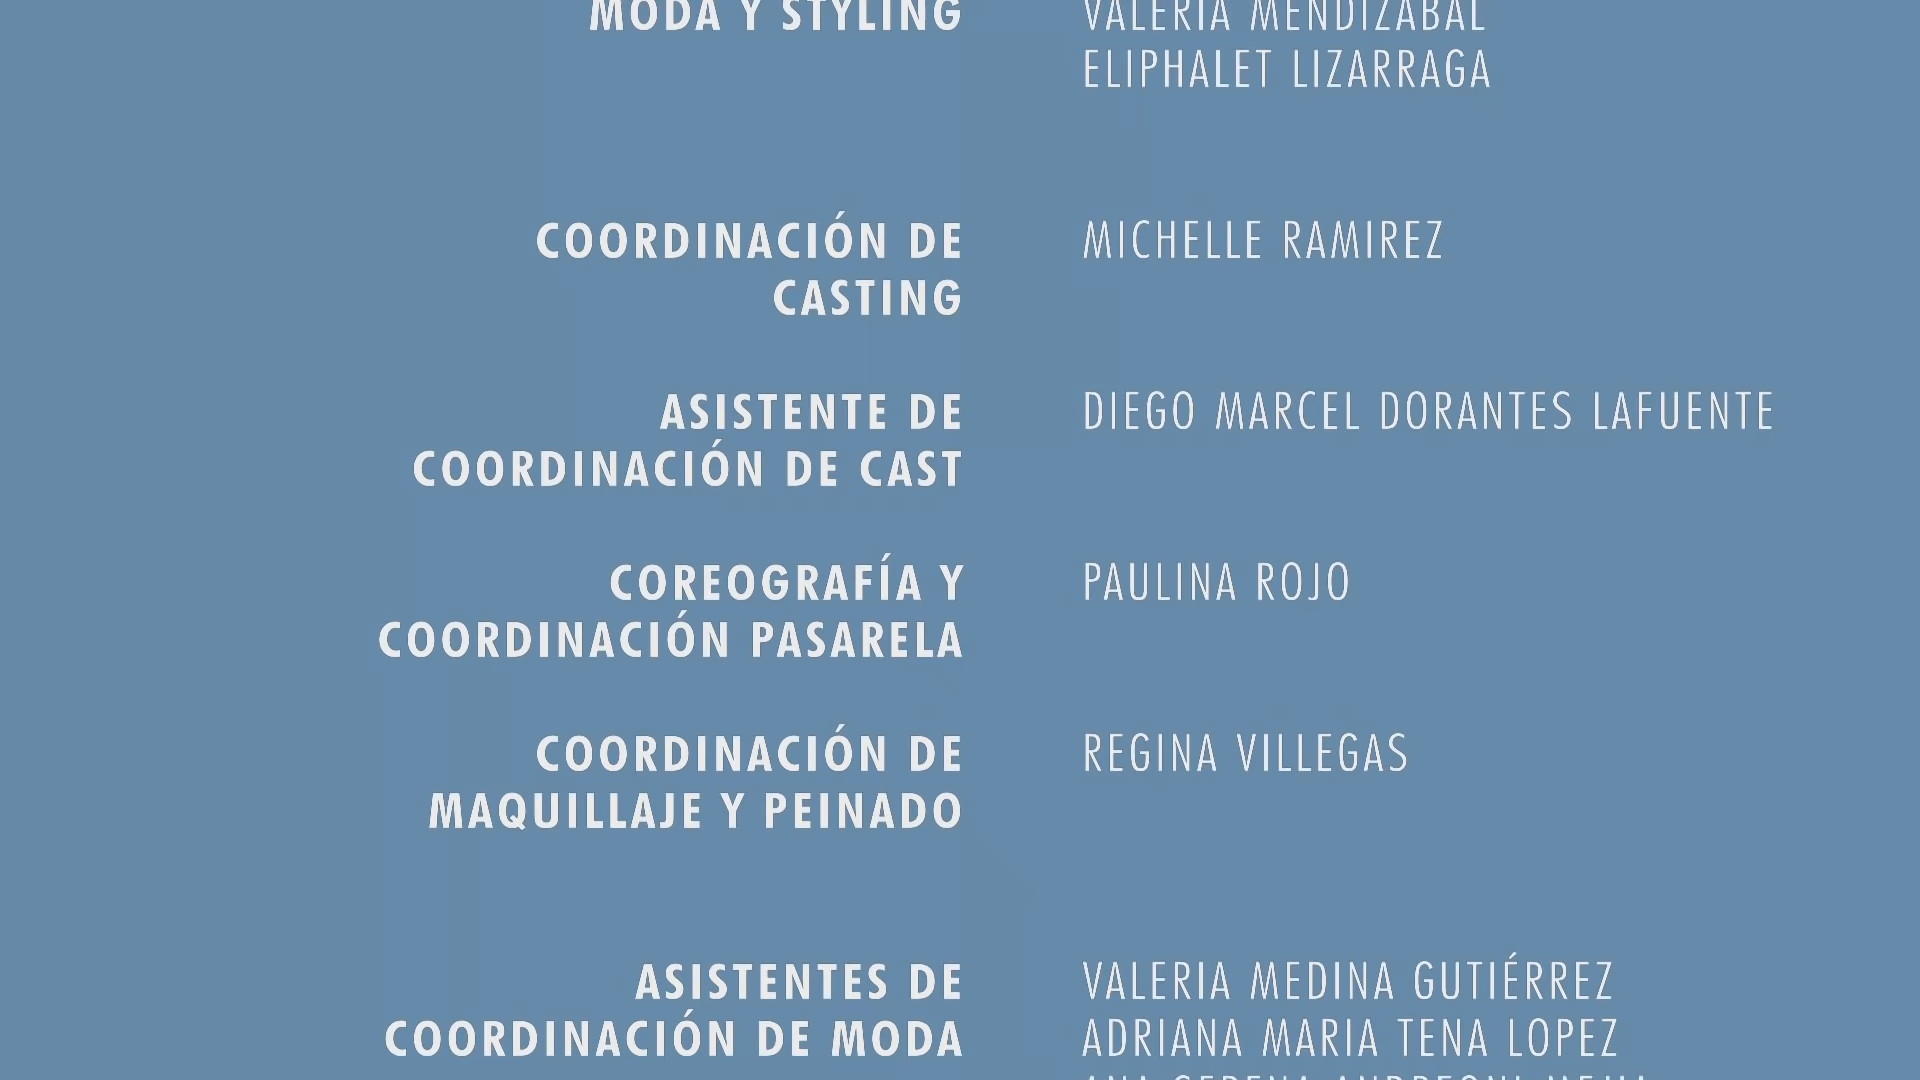 MODA Y STYLING VALERIA MENDIZABAL
ELIPHALET LIZARRAGA
COORDINACIÓN DE MICHELLE RAMIREZ
CASTING
ASISTENTE DE DIEGO MARCEL DORANTES LAFUENTE
COORDINACIÓN DE CAST
COREOGRAFÍA Y PAULINA ROJO
COORDINACIÓN PASARELA
COORDINACIÓN DE REGINA VILLEGAS
MAQUILLAJE Y PEINADO
ASISTENTES DE VALERIA MEDINA GUTIÉRREZ
COORDINACIÓN DE MODA ADRIANA MARIA TENA LOPEZ